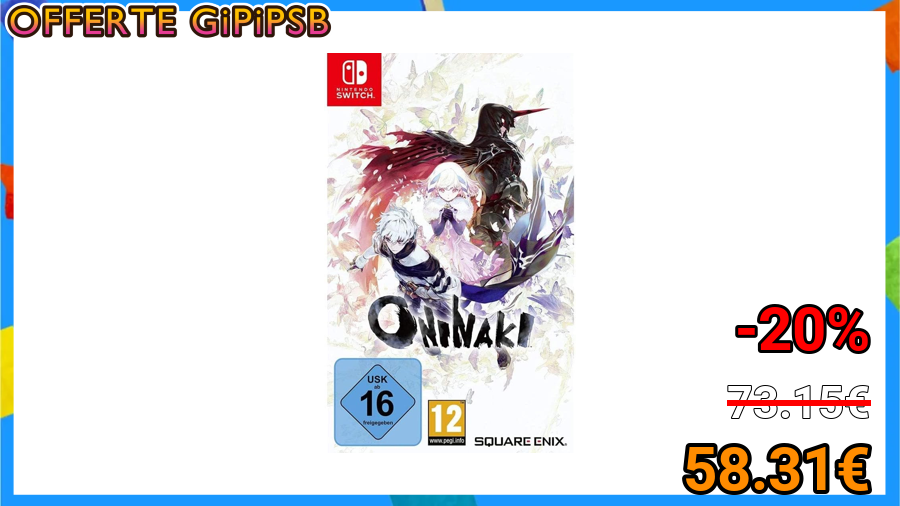 OFFERTE GiPiPSB
NINTENDO
SWITCH.
ONINAKI
USK
ab
16
freigegeben
12
www.pegi.info
SQUARE ENIX.
-20%
73.15€
58.31€